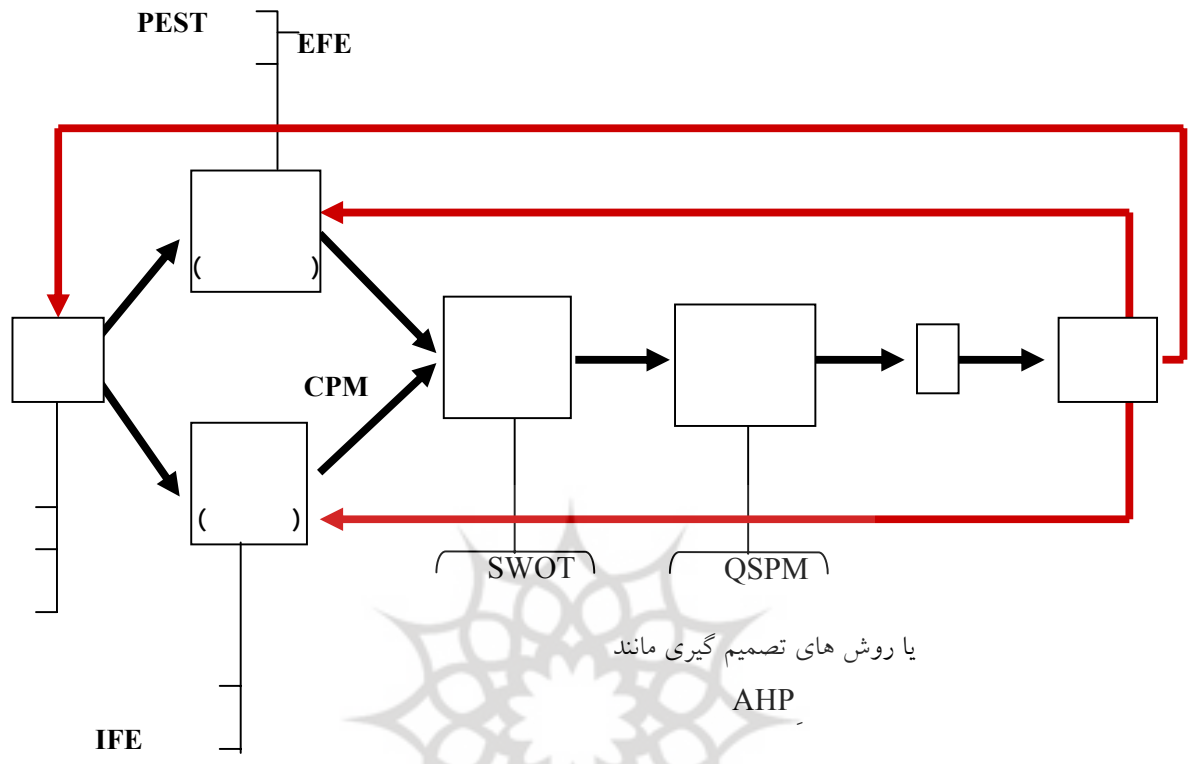 PEST
EFE
( )
CPM
( )
SWOT
QSPM
یا روش های تصمیم گیری مانند
AHP
IFE